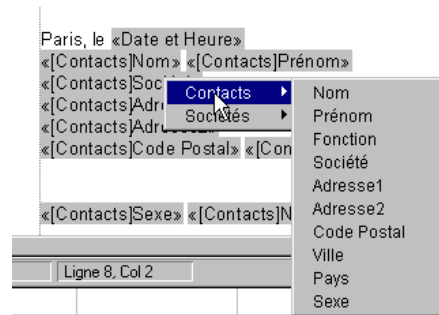 Paris, le «Date et Heure»
«[Contacts]Nom» «[Contacts]Prénom»
«[Contacts]Soc
«[Contacts]Adr
«[Contacts]Adr
«[Contacts]Code Postal» «[Con
«[Contacts]Sexe» «[Contacts]N
Contacts
Sociétés
Nom
Prénom
Fonction
Société
Adresse1
Adresse2
Code Postal
Ville
Pays
Sexe
Ligne 8, Col 2